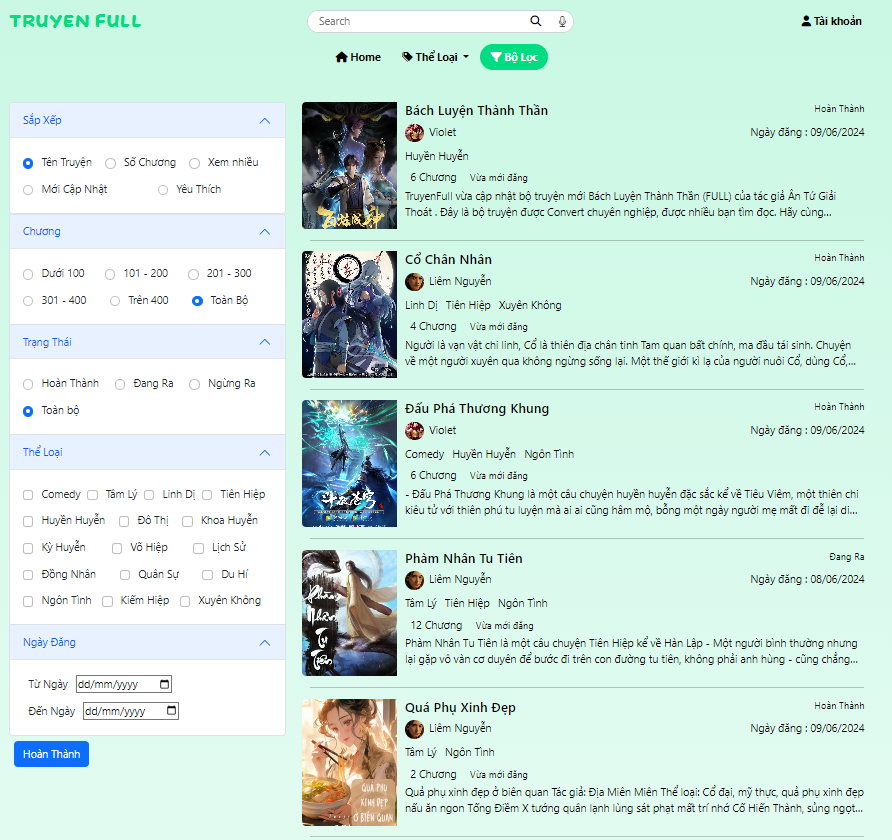 TRUYEN FULL
Search
Tài khoản
Home
Thể Loại
Bộ Lọc
Sắp Xếp
Tên Truyện Số Chương Xem nhiều
Mới Cập Nhật Yêu Thích
Chương
Dưới 100 101 - 200 201 - 300
301 - 400 Trên 400 Toàn Bộ
Trạng Thái
Hoàn Thành Đang Ra Ngừng Ra
Toàn bộ
Thể Loại
Comedy Tâm Lý Linh Dị Tiên Hiệp
Huyền Huyễn Đô Thị Khoa Huyễn
Kỳ Huyễn Võ Hiệp Lịch Sử
Đồng Nhân Quân Sự Du Hí
Ngôn Tình Kiếm Hiệp Xuyên Không
Ngày Đăng
Từ Ngày dd/mm/yyyy
Đến Ngày dd/mm/yyyy
Hoàn Thành
Bách Luyện Thành Thần Hoàn Thành
Violet Ngày đăng : 09/06/2024
Huyền Huyễn
6 Chương Vừa mới đăng
TruyenFull vừa cập nhật bộ truyện mới Bách Luyện Thành Thần (FULL) của tác giả Ân Tứ Giải
Thoát . Đây là bộ truyện được Convert chuyên nghiệp, được nhiều bạn tìm đọc. Hãy cùng...
Cổ Chân Nhân Hoàn Thành
Liêm Nguyễn Ngày đăng : 09/06/2024
Linh Dị Tiên Hiệp Xuyên Không
4 Chương Vừa mới đăng
Người là vạn vật chi linh, Cổ là thiên địa chân tinh Tam quan bất chính, ma đầu tái sinh. Chuyện
về một người xuyên qua không ngừng sống lại. Một thế giới kì lạ của người nuôi Cổ, dùng Cổ,...
Đấu Phá Thương Khung Hoàn Thành
Violet Ngày đăng : 09/06/2024
Comedy Huyền Huyễn Ngôn Tình
6 Chương Vừa mới đăng
斗破苍穹
- Đấu Phá Thương Khung là một câu chuyện huyền huyễn đặc sắc kể về Tiêu Viêm, một thiên chi
kiêu tử với thiên phú tu luyện mà ai ai cũng hâm mộ, bỗng một ngày người mẹ mất đi để lại di...
Phàm Nhân Tu Tiên Đang Ra
Liêm Nguyễn Ngày đăng : 08/06/2024
Tâm Lý Tiên Hiệp Ngôn Tình
12 Chương Vừa mới đăng
Phàm
Nhân
Tu
Tiên
Phàm Nhân Tu Tiên là một câu chuyện Tiên Hiệp kể về Hàn Lập - Một người bình thường nhưng
lại gặp vô vàn cơ duyên để bước đi trên con đường tu tiên, không phải anh hùng - cũng chẳng...
Quá Phụ Xinh Đẹp Hoàn Thành
Liêm Nguyễn Ngày đăng : 09/06/2024
Tâm Lý Ngôn Tình
2 Chương Vừa mới đăng
QUẢ PHỤ
XINH ĐẸP
Ở BIÊN QUAN
Quả phụ xinh đẹp ở biên quan Tác giả: Địa Miên Miên Thể loại: Cổ đại, mỹ thực, quả phụ xinh đẹp
nấu ăn ngon Tống Điềm X tướng quân lạnh lùng sát phạt mất trí nhớ Cố Hiến Thành, sủng ngọt...